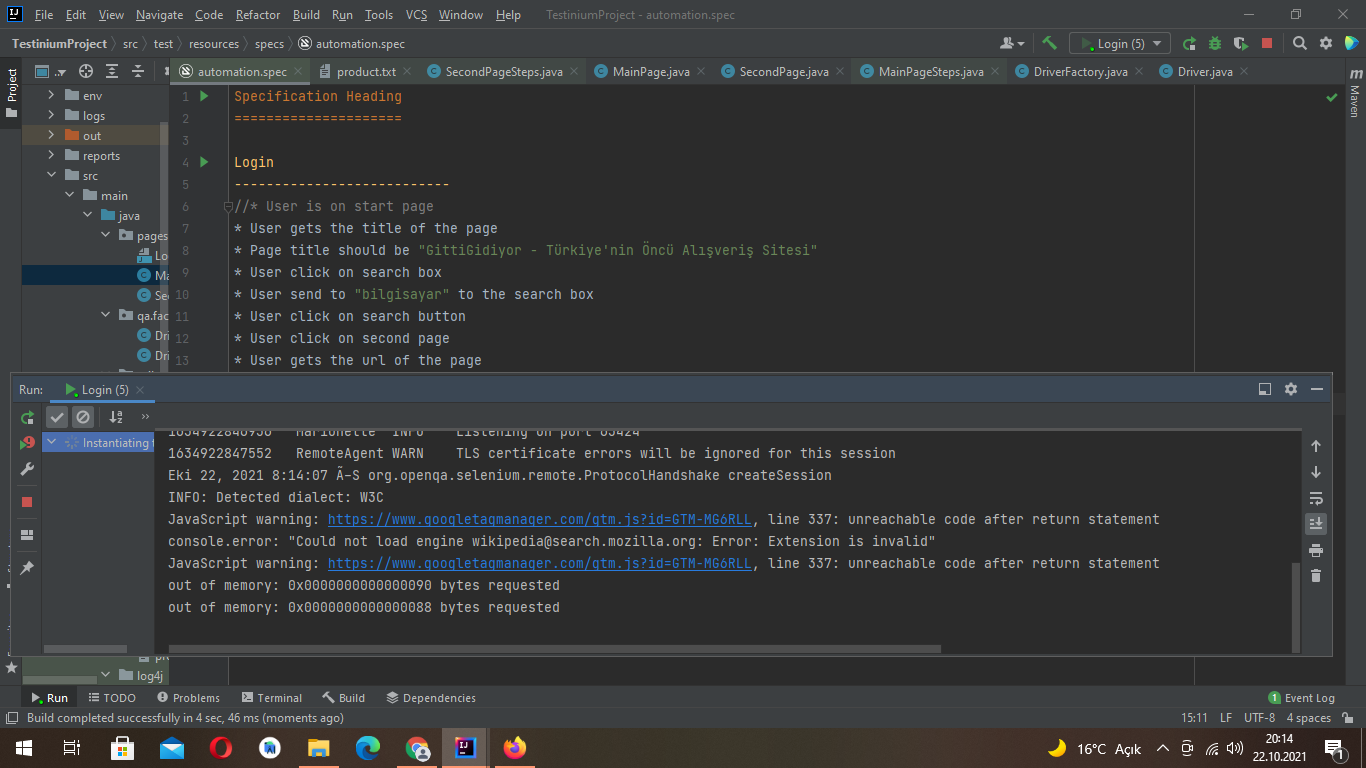 File Edit View Navigate Code Refactor Build Run Tools VCS Window Help TestiniumProject - automation.spec
TestiniumProject src test resources specs automation.spec Login (5)
Project
automation.spec product.txt SecondPageSteps.java MainPage.java SecondPage.java MainPageSteps.java DriverFactory.java Driver.java
Maven
env
logs
out
reports
src
main
java
pages
Lo
Ma
Se
qa.fac
Dri
Dri
1 Specification Heading
2 =====================
3
4 Login
5 ---------------------------
6 //* User is on start page
7 * User gets the title of the page
8 * Page title should be "GittiGidiyor - Türkiye'nin Öncü Alışveriş Sitesi"
9 * User click on search box
10 * User send to "bilgisayar" to the search box
11 * User click on search button
12 * User click on second page
13 * User gets the url of the page
Run: Login (5)
Instantiating t
1634922846936 Marionette INFO Listening on port 63424
1634922847552 RemoteAgent WARN TLS certificate errors will be ignored for this session
Eki 22, 2021 8:14:07 Ã–S org.openqa.selenium.remote.ProtocolHandshake createSession
INFO: Detected dialect: W3C
JavaScript warning: https://www.googletagmanager.com/gtm.js?id=GTM-MG6RLL, line 337: unreachable code after return statement
console.error: "Could not load engine wikipedia@search.mozilla.org: Error: Extension is invalid"
JavaScript warning: https://www.googletagmanager.com/gtm.js?id=GTM-MG6RLL, line 337: unreachable code after return statement
out of memory: 0x0000000000000090 bytes requested
out of memory: 0x0000000000000088 bytes requested
log4j
Run TODO Problems Terminal Build Dependencies 1 Event Log
Build completed successfully in 4 sec, 46 ms (moments ago) 15:11 LF UTF-8 4 spaces
16°C Açık 20:14
22.10.2021 1